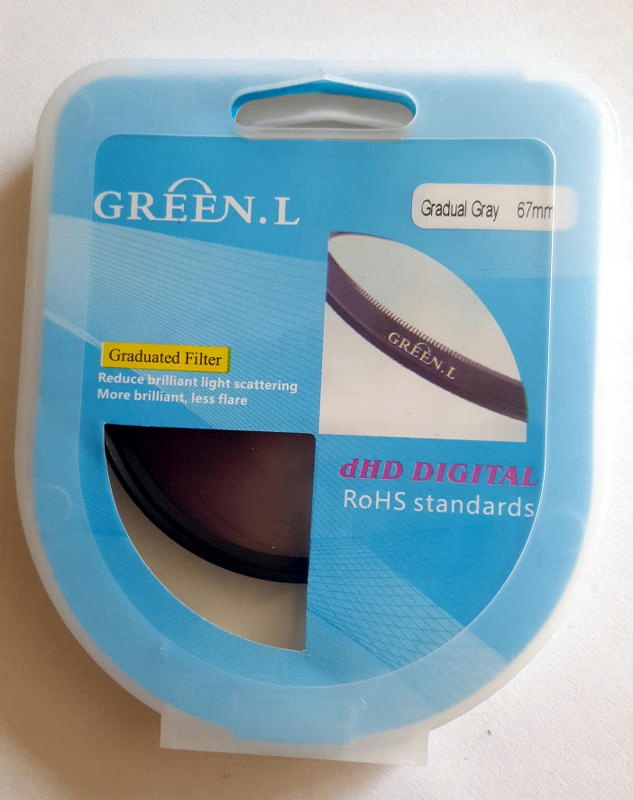 GREEN.L
Gradual Gray 67mm
GREEN.L
Graduated Filter
Reduce brilliant light scattering
More brilliant, less flare
dHD DIGITAL
RoHS standards